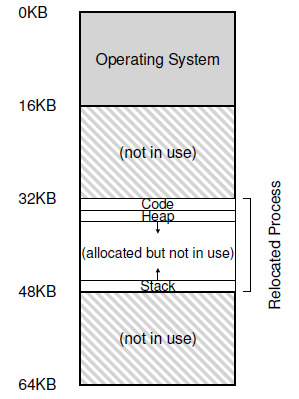 0KB
Operating System
16KB
(not in use)
32KB
Code
Heap
(allocated but not in use)
Stack
48KB
(not in use)
64KB
Relocated Process